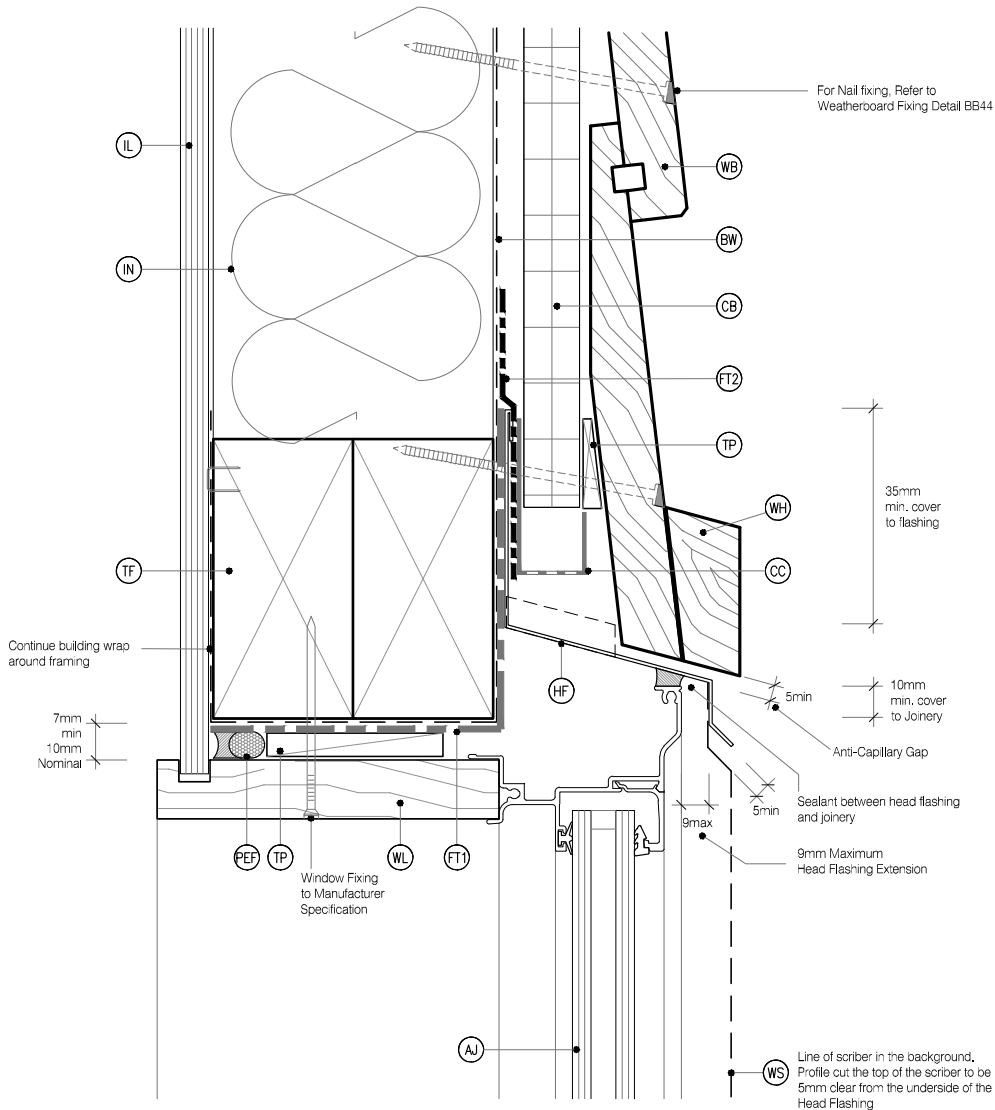 For Nail fixing, Refer to
Weatherboard Fixing Detail BB44
IL
WB
BW
IN
CB
FT2
TP
35mm
min. cover
to flashing
WH
TF
CC
Continue building wrap
around framing
HF
5min
10mm
min. cover
to Joinery
7mm
min
10mm
Nominal
Anti-Capillary Gap
Sealant between head flashing
and joinery
5min
9max
PEF
TP
WL
FT1
9mm Maximum
Head Flashing Extension
Window Fixing
to Manufacturer
Specification
AJ
WS
Line of scriber in the background.
Profile cut the top of the scriber to be
5mm clear from the underside of the
Head Flashing